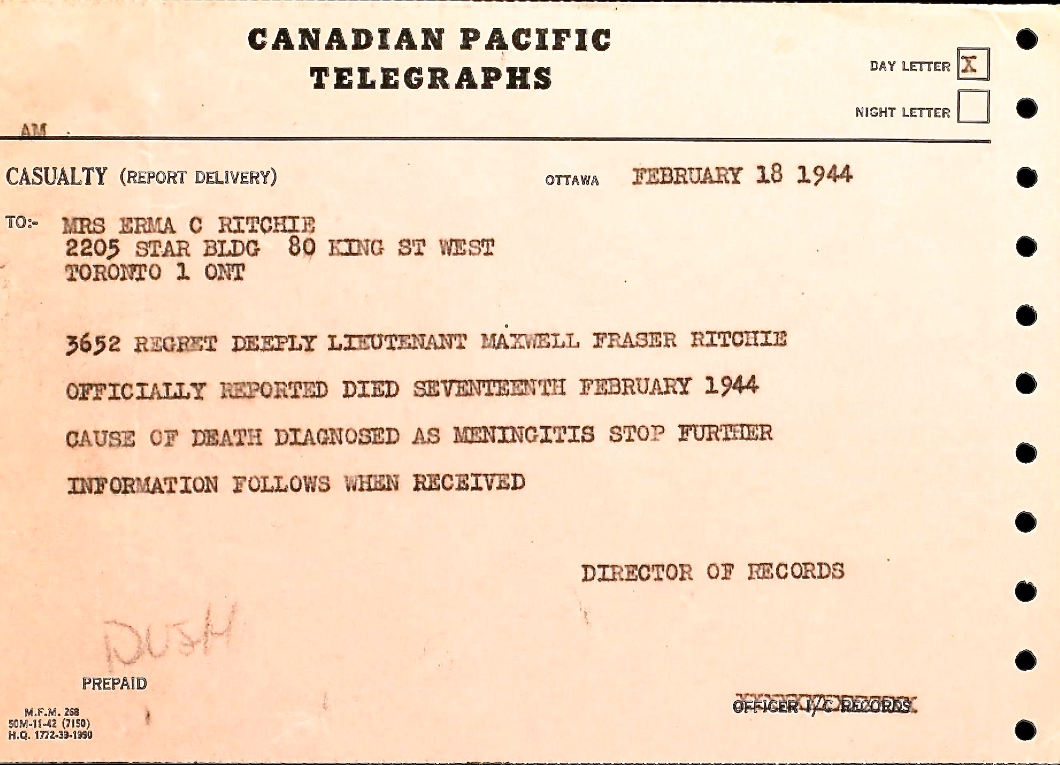 CANADIAN PACIFIC
TELEGRAPHS
DAY LETTER X
NIGHT LETTER
AM
CASUALTY (REPORT DELIVERY) OTTAWA FEBRUARY 18 1944
TO:- MRS ERMA C RITCHIE
2205 STAR BLDG 80 KING ST WEST
TORONTO 1 ONT
3652 REGRET DEEPLY LIEUTENANT MAXWELL FRASER RITCHIE
OFFICIALLY REPORTED DIED SEVENTEENTH FEBRUARY 1944
CAUSE OF DEATH DIAGNOSED AS MENINGITIS STOP FURTHER
INFORMATION FOLLOWS WHEN RECEIVED
DIRECTOR OF RECORDS
PREPAID
M.F.M. 268
50M-11-42 (7150)
H.Q. 1772-39-1990
OFFICER I/C RECORDS